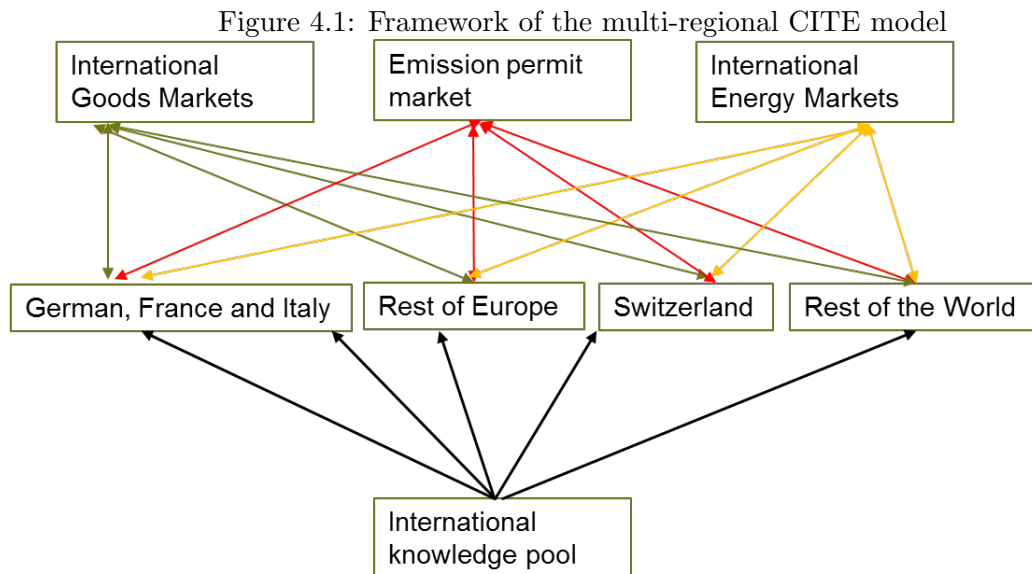 Figure 4.1: Framework of the multi-regional CITE model
International
Goods Markets
Emission permit
market
International
Energy Markets
German, France and Italy
Rest of Europe
Switzerland
Rest of the World
International
knowledge pool